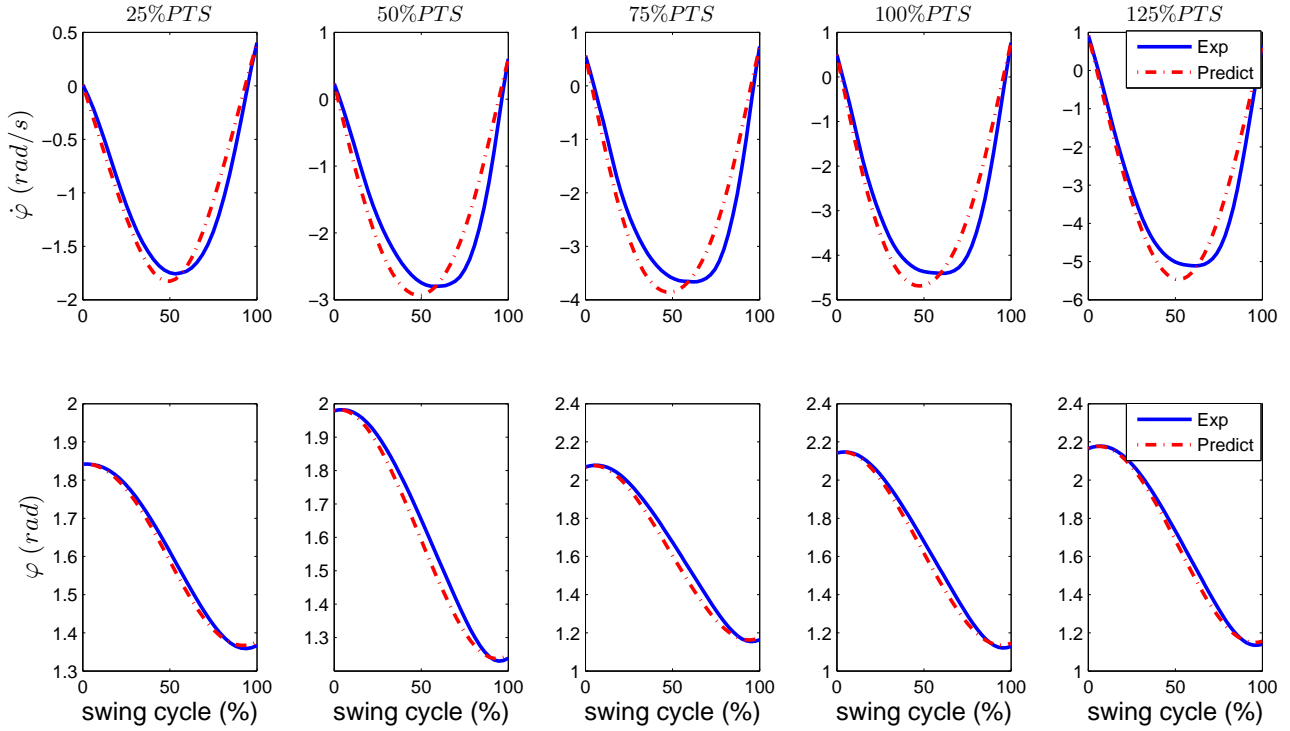 25%PTS 50%PTS 75%PTS 100%PTS 125%PTS
φ̇ (rad/s)
0.5 0 −0.5 −1 −1.5 −2
0 50 100
1 0 −1 −2 −3
0 50 100
1 0 −1 −2 −3 −4
0 50 100
1 0 −1 −2 −3 −4 −5
0 50 100
1 0 −1 −2 −3 −4 −5 −6
0 50 100
Exp
Predict
φ (rad)
2 1.9 1.8 1.7 1.6 1.5 1.4 1.3
0 50 100
swing cycle (%)
2 1.9 1.8 1.7 1.6 1.5 1.4 1.3
0 50 100
swing cycle (%)
2.4 2.2 2 1.8 1.6 1.4 1.2 1
0 50 100
swing cycle (%)
2.4 2.2 2 1.8 1.6 1.4 1.2 1
0 50 100
swing cycle (%)
2.4 2.2 2 1.8 1.6 1.4 1.2 1
0 50 100
swing cycle (%)
Exp
Predict